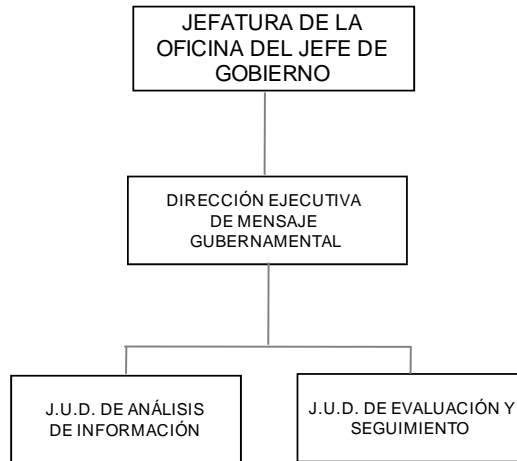 JEFATURA DE LA
OFICINA DEL JEFE DE
GOBIERNO
DIRECCIÓN EJECUTIVA
DE MENSAJE
GUBERNAMENTAL
J.U.D. DE ANÁLISIS
DE INFORMACIÓN
J.U.D. DE EVALUACIÓN Y
SEGUIMIENTO